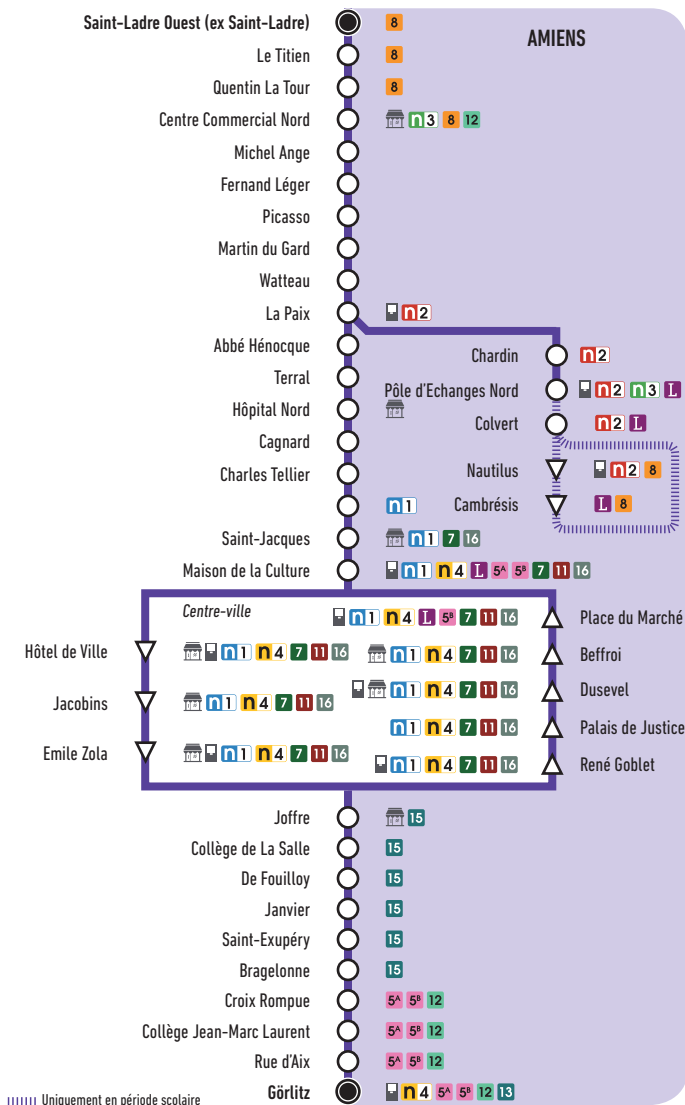 AMIENS
Saint-Ladre Ouest (ex Saint-Ladre) 8
Le Titien 8
Quentin La Tour 8
Centre Commercial Nord n3 8 12
Michel Ange
Fernand Léger
Picasso
Martin du Gard
Watteau
La Paix n2
Abbé Hénocque
Chardin n2
Terral
Pôle d'Echanges Nord n2 n3 L
Hôpital Nord
Colvert n2 L
Cagnard
Charles Tellier
Nautilus n2 8
n1
Cambrésis L 8
Saint-Jacques n1 7 16
Maison de la Culture n1 n4 L 5A 5B 7 11 16
Centre-ville
n1 n4 L 5B 7 11 16 Place du Marché
Hôtel de Ville n1 n4 7 11 16
n1 n4 7 11 16 Beffroi
Jacobins n1 n4 7 11 16
n1 n4 7 11 16 Dusevel
n1 n4 7 11 16 Palais de Justice
Emile Zola n1 n4 7 11 16
n1 n4 7 11 16 René Goblet
Joffre 15
Collège de La Salle 15
De Fouilloy 15
Janvier 15
Saint-Exupéry 15
Bragelonne 15
Croix Rompue 5A 5B 12
Collège Jean-Marc Laurent 5A 5B 12
Rue d'Aix 5A 5B 12
Görlitz n4 5A 5B 12 13
Uniquement en période scolaire